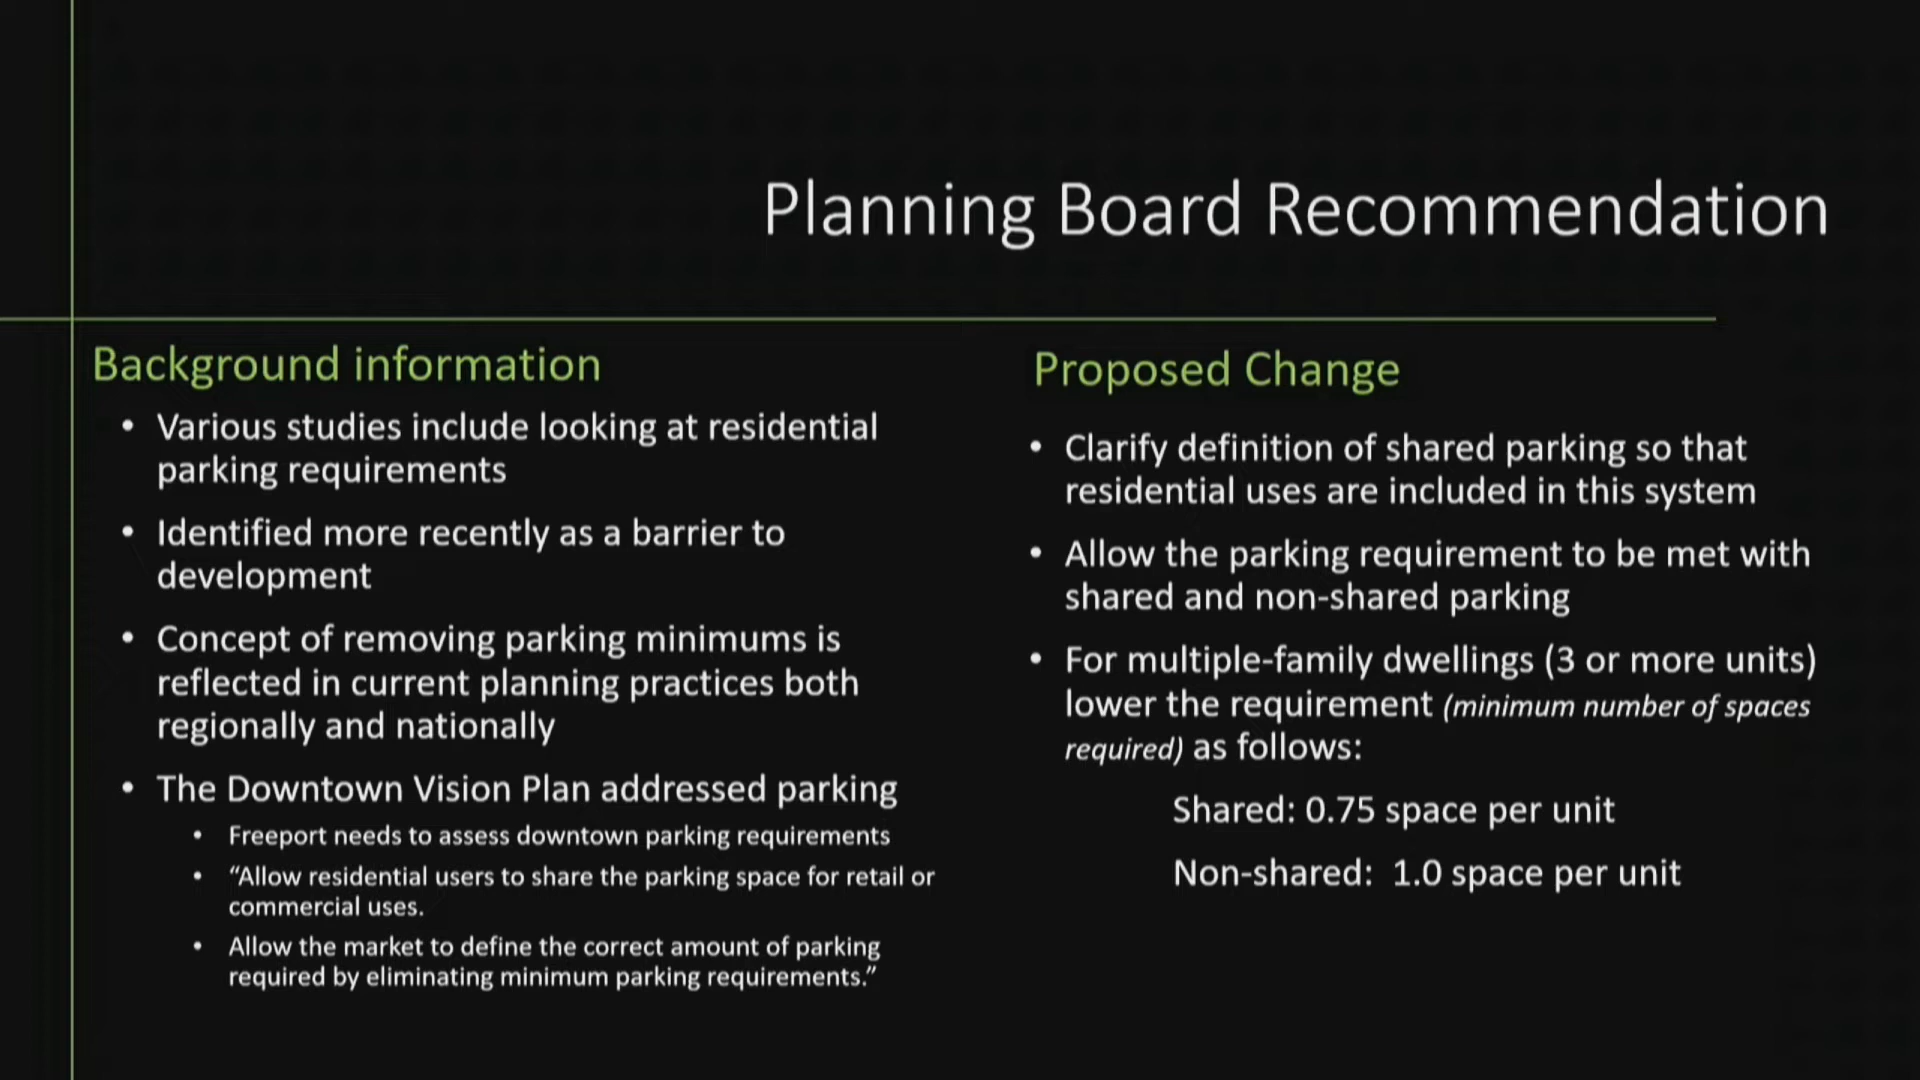 Planning Board Recommendation
Background information
• Various studies include looking at residential
parking requirements
• Identified more recently as a barrier to
development
• Concept of removing parking minimums is
reflected in current planning practices both
regionally and nationally
• The Downtown Vision Plan addressed parking
• Freeport needs to assess downtown parking requirements
• “Allow residential users to share the parking space for retail or
commercial uses.
• Allow the market to define the correct amount of parking
required by eliminating minimum parking requirements.”
Proposed Change
• Clarify definition of shared parking so that
residential uses are included in this system
• Allow the parking requirement to be met with
shared and non-shared parking
• For multiple-family dwellings (3 or more units)
lower the requirement (minimum number of spaces
required) as follows:
Shared: 0.75 space per unit
Non-shared:  1.0 space per unit